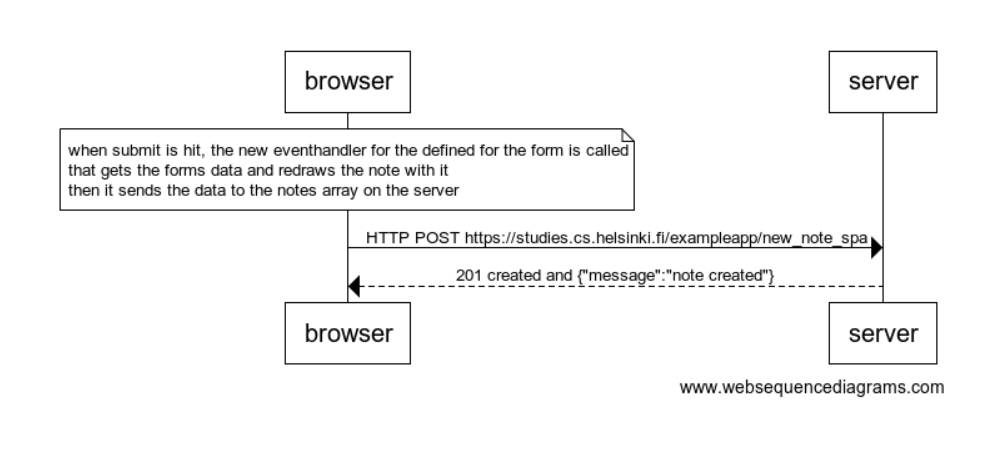 browser
server
when submit is hit, the new eventhandler for the defined for the form is called
that gets the forms data and redraws the note with it
then it sends the data to the notes array on the server
HTTP POST https://studies.cs.helsinki.fi/exampleapp/new_note_spa
201 created and {"message":"note created"}
browser
server
www.websequencediagrams.com